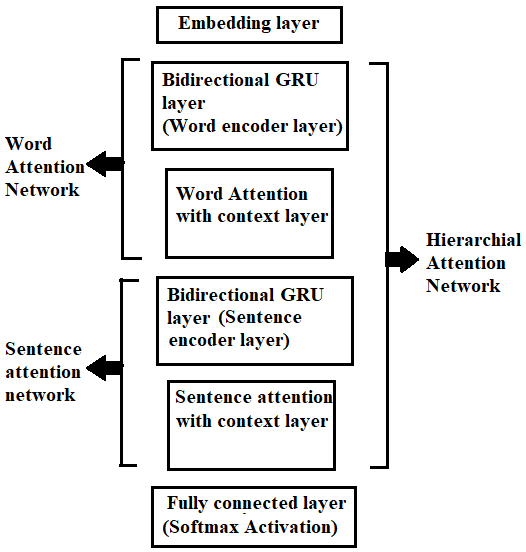 Embedding layer
Bidirectional GRU
layer
(Word encoder layer)
Word
Attention
Network
Word Attention
with context layer
Hierarchial
Attention
Network
Bidirectional GRU
layer (Sentence
encoder layer)
Sentence
attention
network
Sentence attention
with context layer
Fully connected layer
(Softmax Activation)